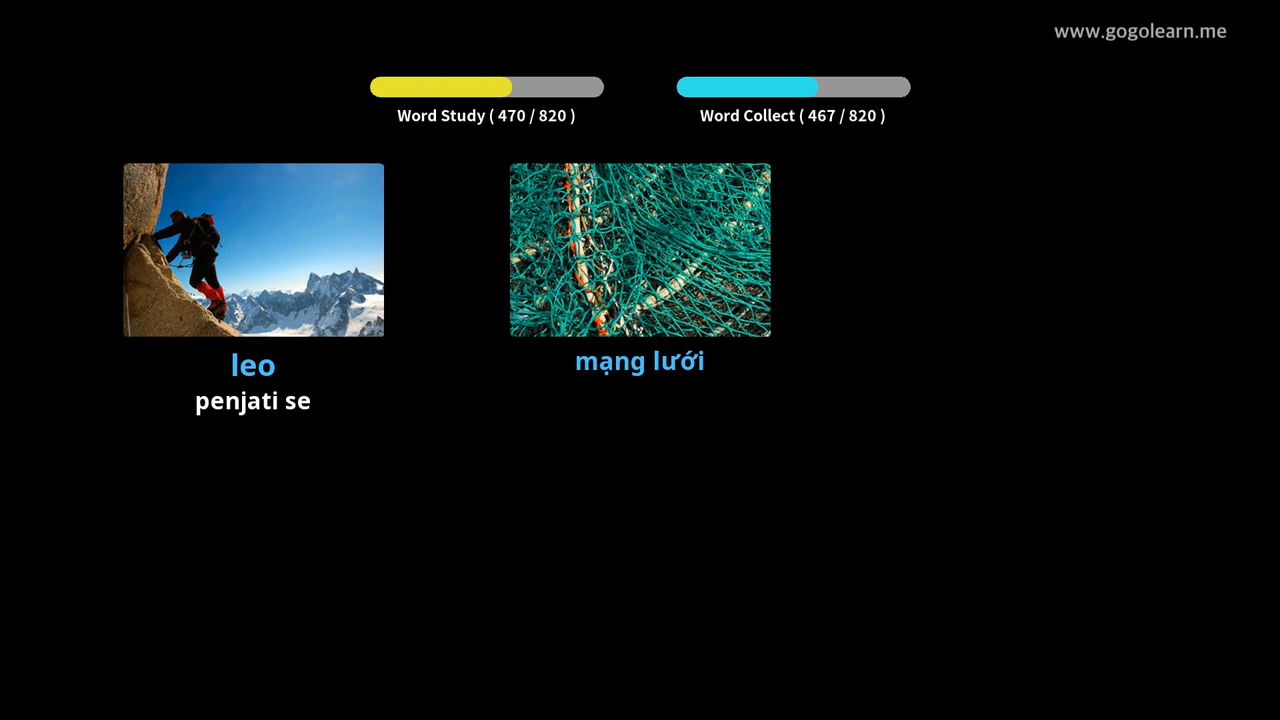 www.gogolearn.me
Word Study ( 470 / 820 )
Word Collect ( 467 / 820 )
leo
penjati se
mạng lưới